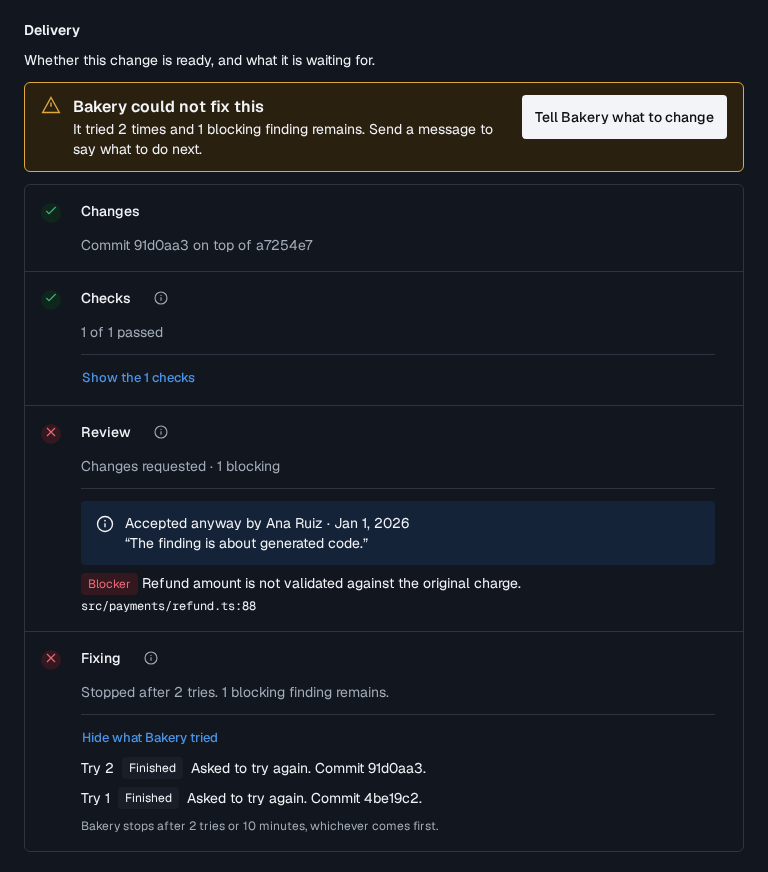 Delivery
Whether this change is ready, and what it is waiting for.
Bakery could not fix this
It tried 2 times and 1 blocking finding remains. Send a message to
say what to do next.
Tell Bakery what to change
Changes
Commit 91d0aa3 on top of a7254e7
Checks
1 of 1 passed
Show the 1 checks
Review
Changes requested · 1 blocking
Accepted anyway by Ana Ruiz · Jan 1, 2026
“The finding is about generated code.”
Blocker Refund amount is not validated against the original charge.
src/payments/refund.ts:88
Fixing
Stopped after 2 tries. 1 blocking finding remains.
Hide what Bakery tried
Try 2 Finished Asked to try again. Commit 91d0aa3.
Try 1 Finished Asked to try again. Commit 4be19c2.
Bakery stops after 2 tries or 10 minutes, whichever comes first.